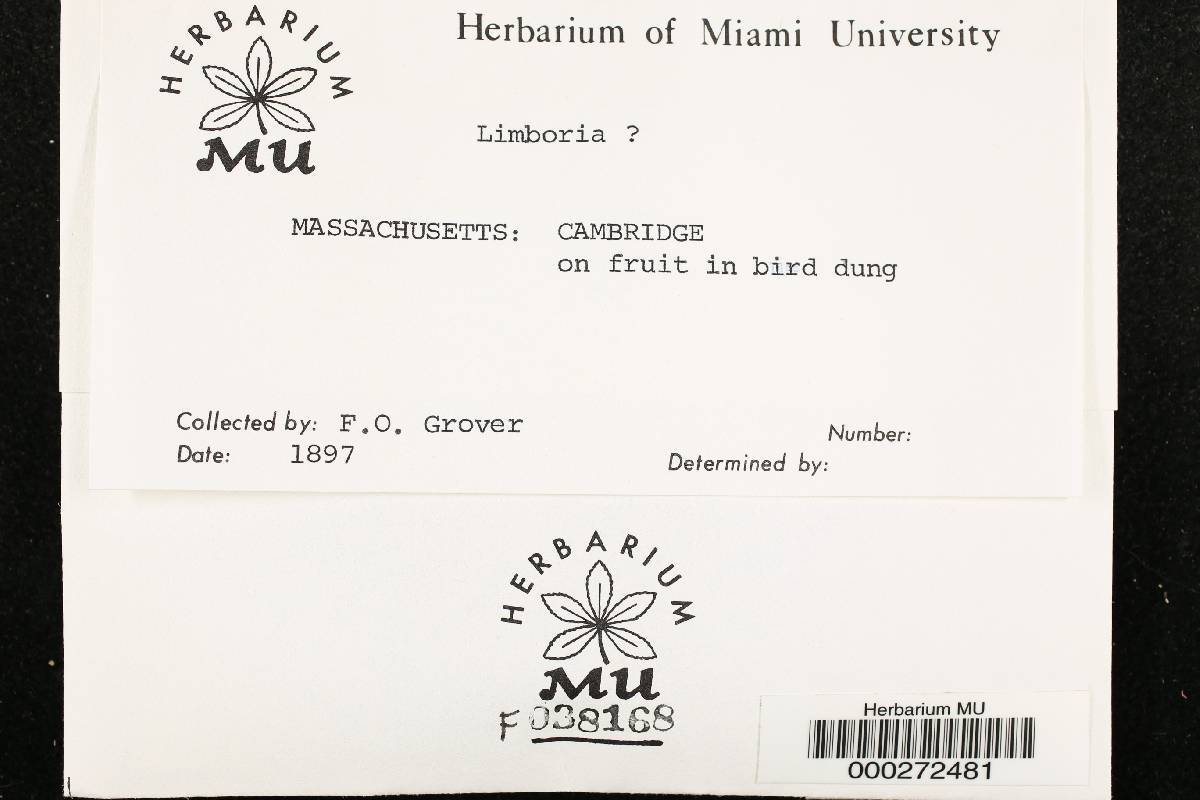 HERBARIUM
MU
Herbarium of Miami University
Limboria ?
MASSACHUSETTS: CAMBRIDGE
on fruit in bird dung
Collected by: F.O. Grover
Number:
Date: 1897
Determined by:
HERBARIUM
MU
F 038168
Herbarium MU
000272481